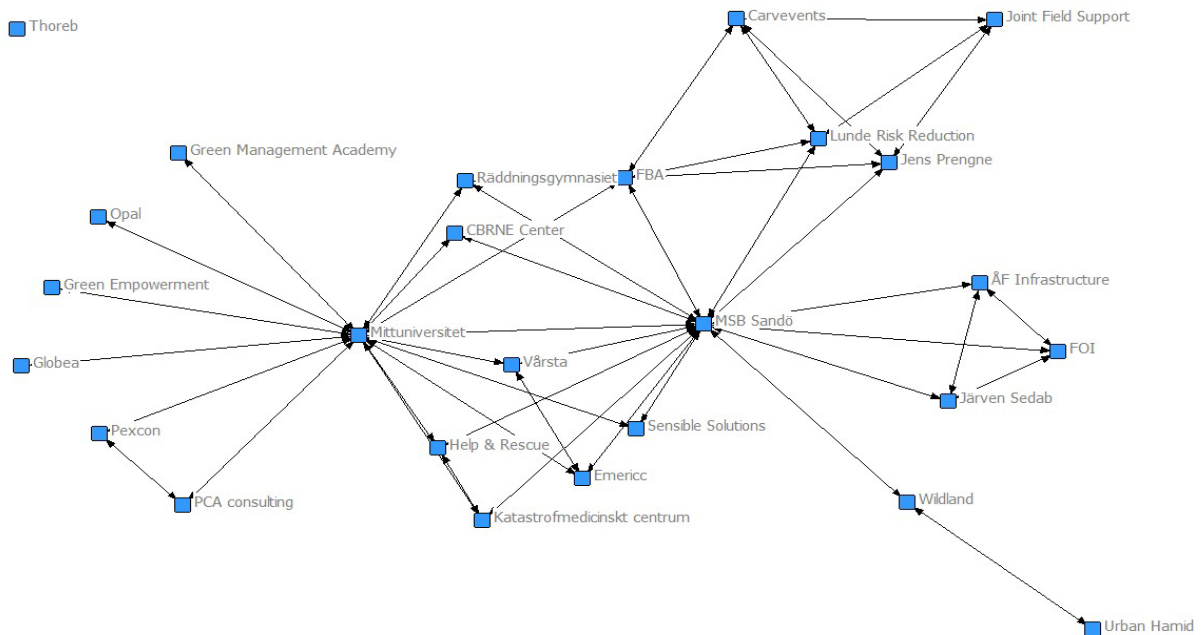 Carvevents
Joint Field Support
Thoreb
Lunde Risk Reduction
Green Management Academy
Jens Prengne
Räddningsgymnasiet
FBA
Opal
CBRNE Center
Green Empowerment
ÅF Infrastructure
MSB Sandö
Mittuniversitet
FOI
Globea
Vårsta
Järven Sedab
Sensible Solutions
Pexcon
Help & Rescue
Emericc
Wildland
PCA consulting
Katastrofmedicinskt centrum
Urban Hamid